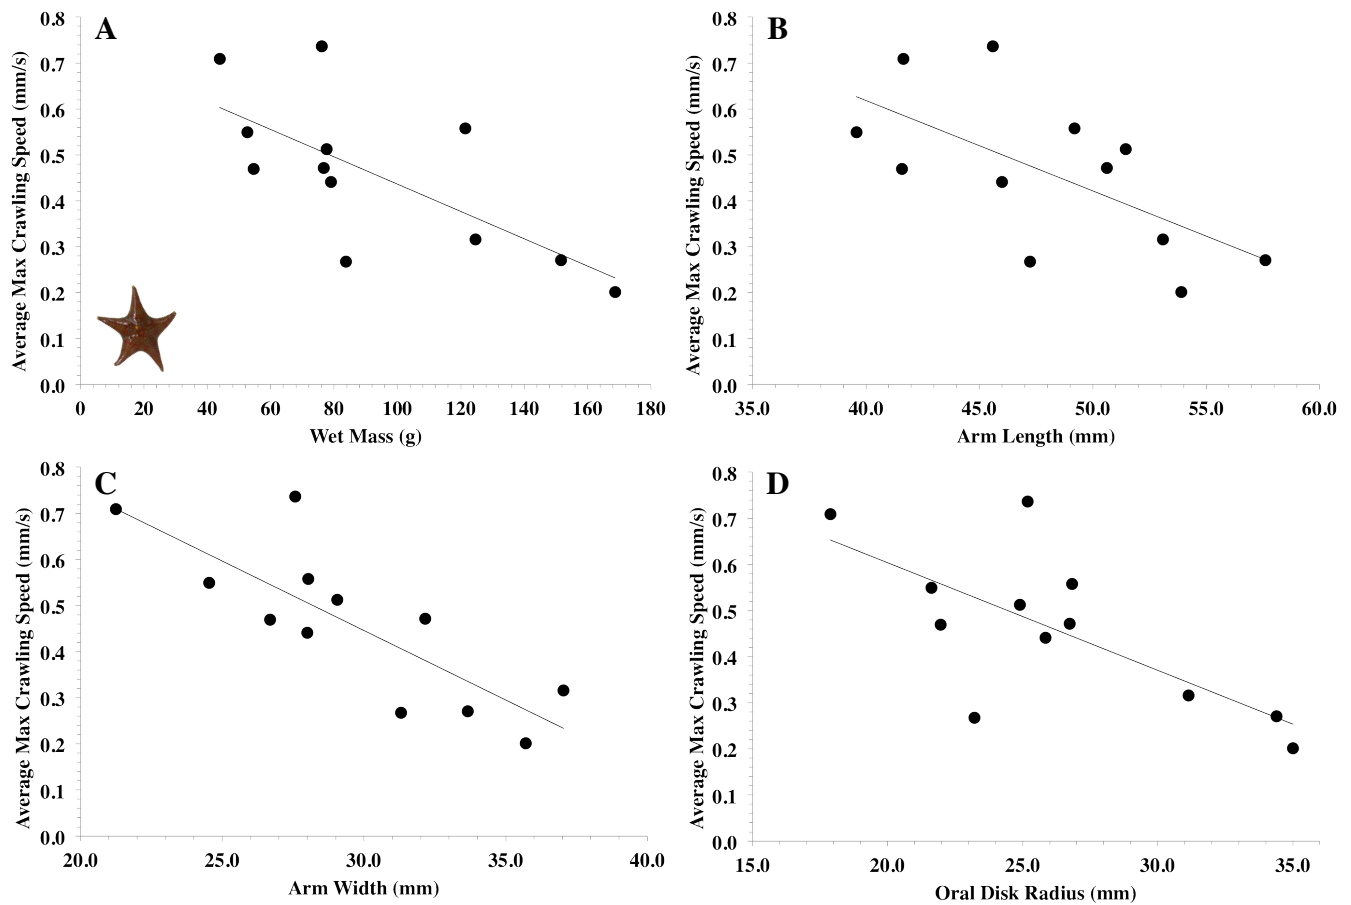 A
Average Max Crawling Speed (mm/s)
0.8
0.7
0.6
0.5
0.4
0.3
0.2
0.1
0.0
0 20 40 60 80 100 120 140 160 180
Wet Mass (g)
B
Average Max Crawling Speed (mm/s)
0.8
0.7
0.6
0.5
0.4
0.3
0.2
0.1
0.0
35.0 40.0 45.0 50.0 55.0 60.0
Arm Length (mm)
C
Average Max Crawling Speed (mm/s)
0.8
0.7
0.6
0.5
0.4
0.3
0.2
0.1
0.0
20.0 25.0 30.0 35.0 40.0
Arm Width (mm)
D
Average Max Crawling Speed (mm/s)
0.8
0.7
0.6
0.5
0.4
0.3
0.2
0.1
0.0
15.0 20.0 25.0 30.0 35.0
Oral Disk Radius (mm)